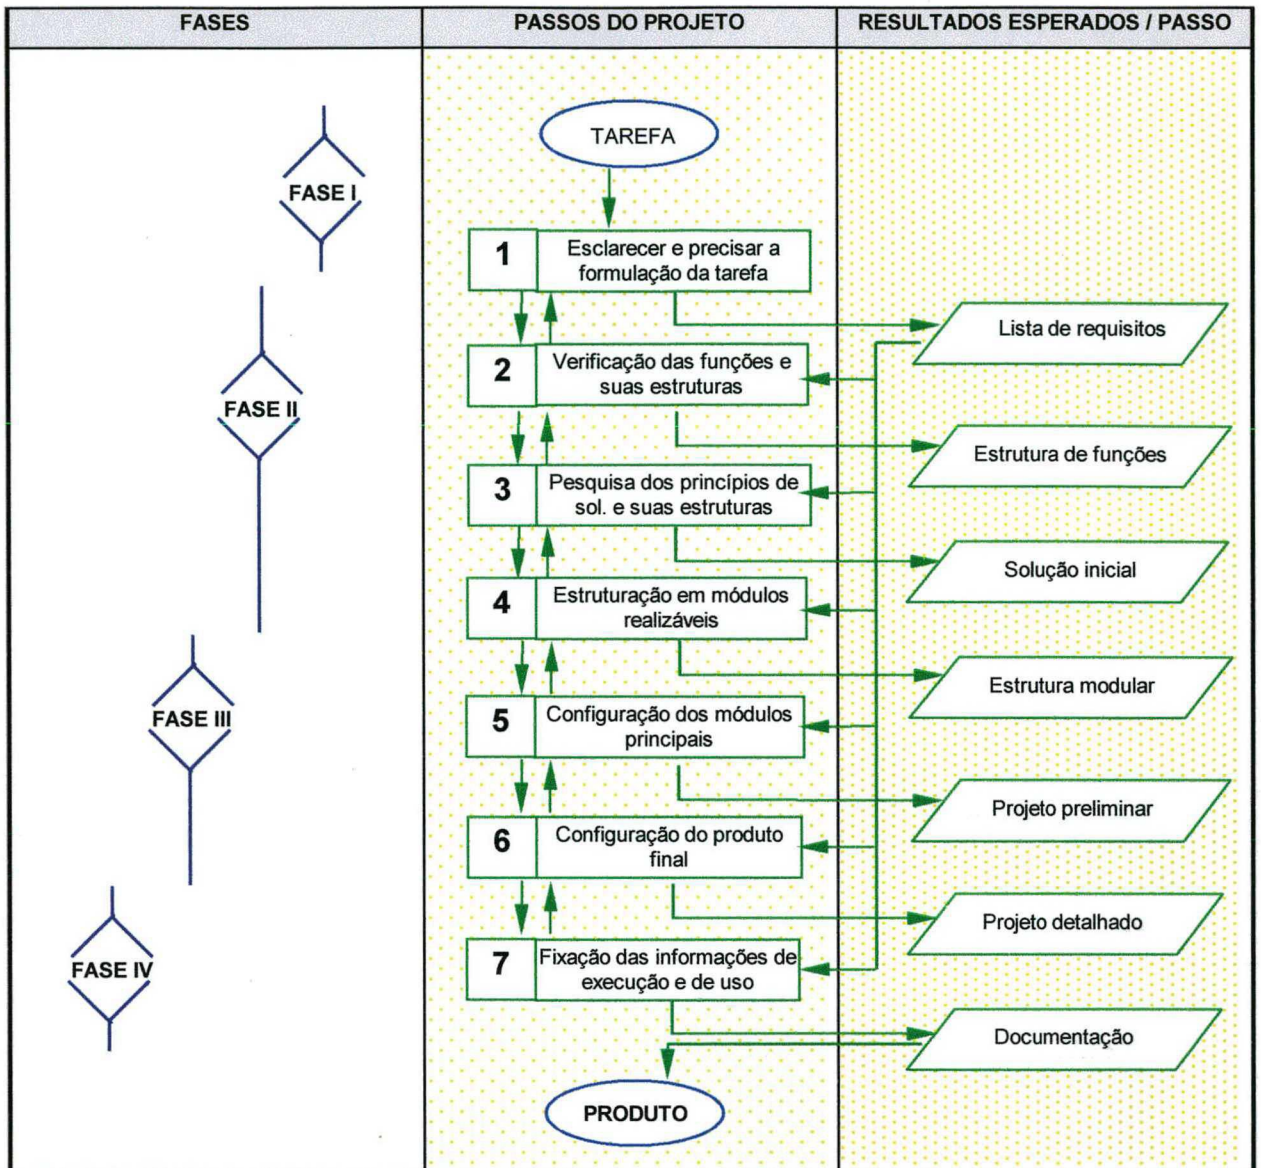 FASES
PASSOS DO PROJETO
RESULTADOS ESPERADOS / PASSO
TAREFA
FASE I
1
Esclarecer e precisar a
formulação da tarefa
Lista de requisitos
2
Verificação das funções e
suas estruturas
FASE II
Estrutura de funções
3
Pesquisa dos princípios de
sol. e suas estruturas
Solução inicial
4
Estruturação em módulos
realizáveis
Estrutura modular
FASE III
5
Configuração dos módulos
principais
Projeto preliminar
6
Configuração do produto
final
Projeto detalhado
FASE IV
7
Fixação das informações de
execução e de uso
Documentação
PRODUTO